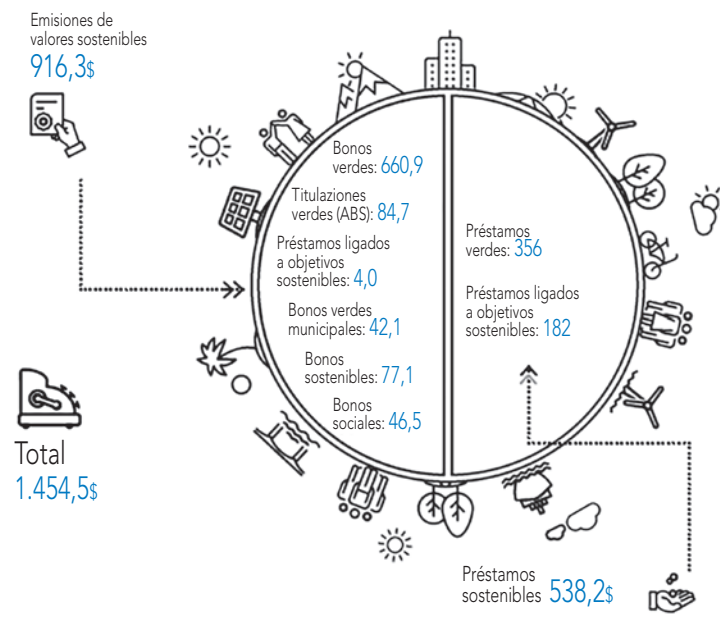 Emisiones de
valores sostenibles
916,3$
Bonos
verdes: 660,9
Titulaziones
verdes (ABS): 84,7
Préstamos ligados
a objetivos
sostenibles: 4,0
Bonos verdes
municipales: 42,1
Bonos
sostenibles: 77,1
Bonos
sociales: 46,5
Préstamos
verdes: 356
Préstamos ligados
a objetivos
sostenibles: 182
Total
1.454,5$
Préstamos
sostenibles 538,2$